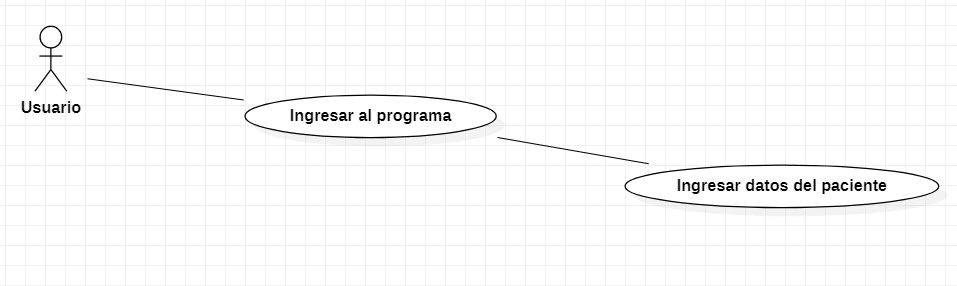 Usuario
Ingresar al programa
Ingresar datos del paciente